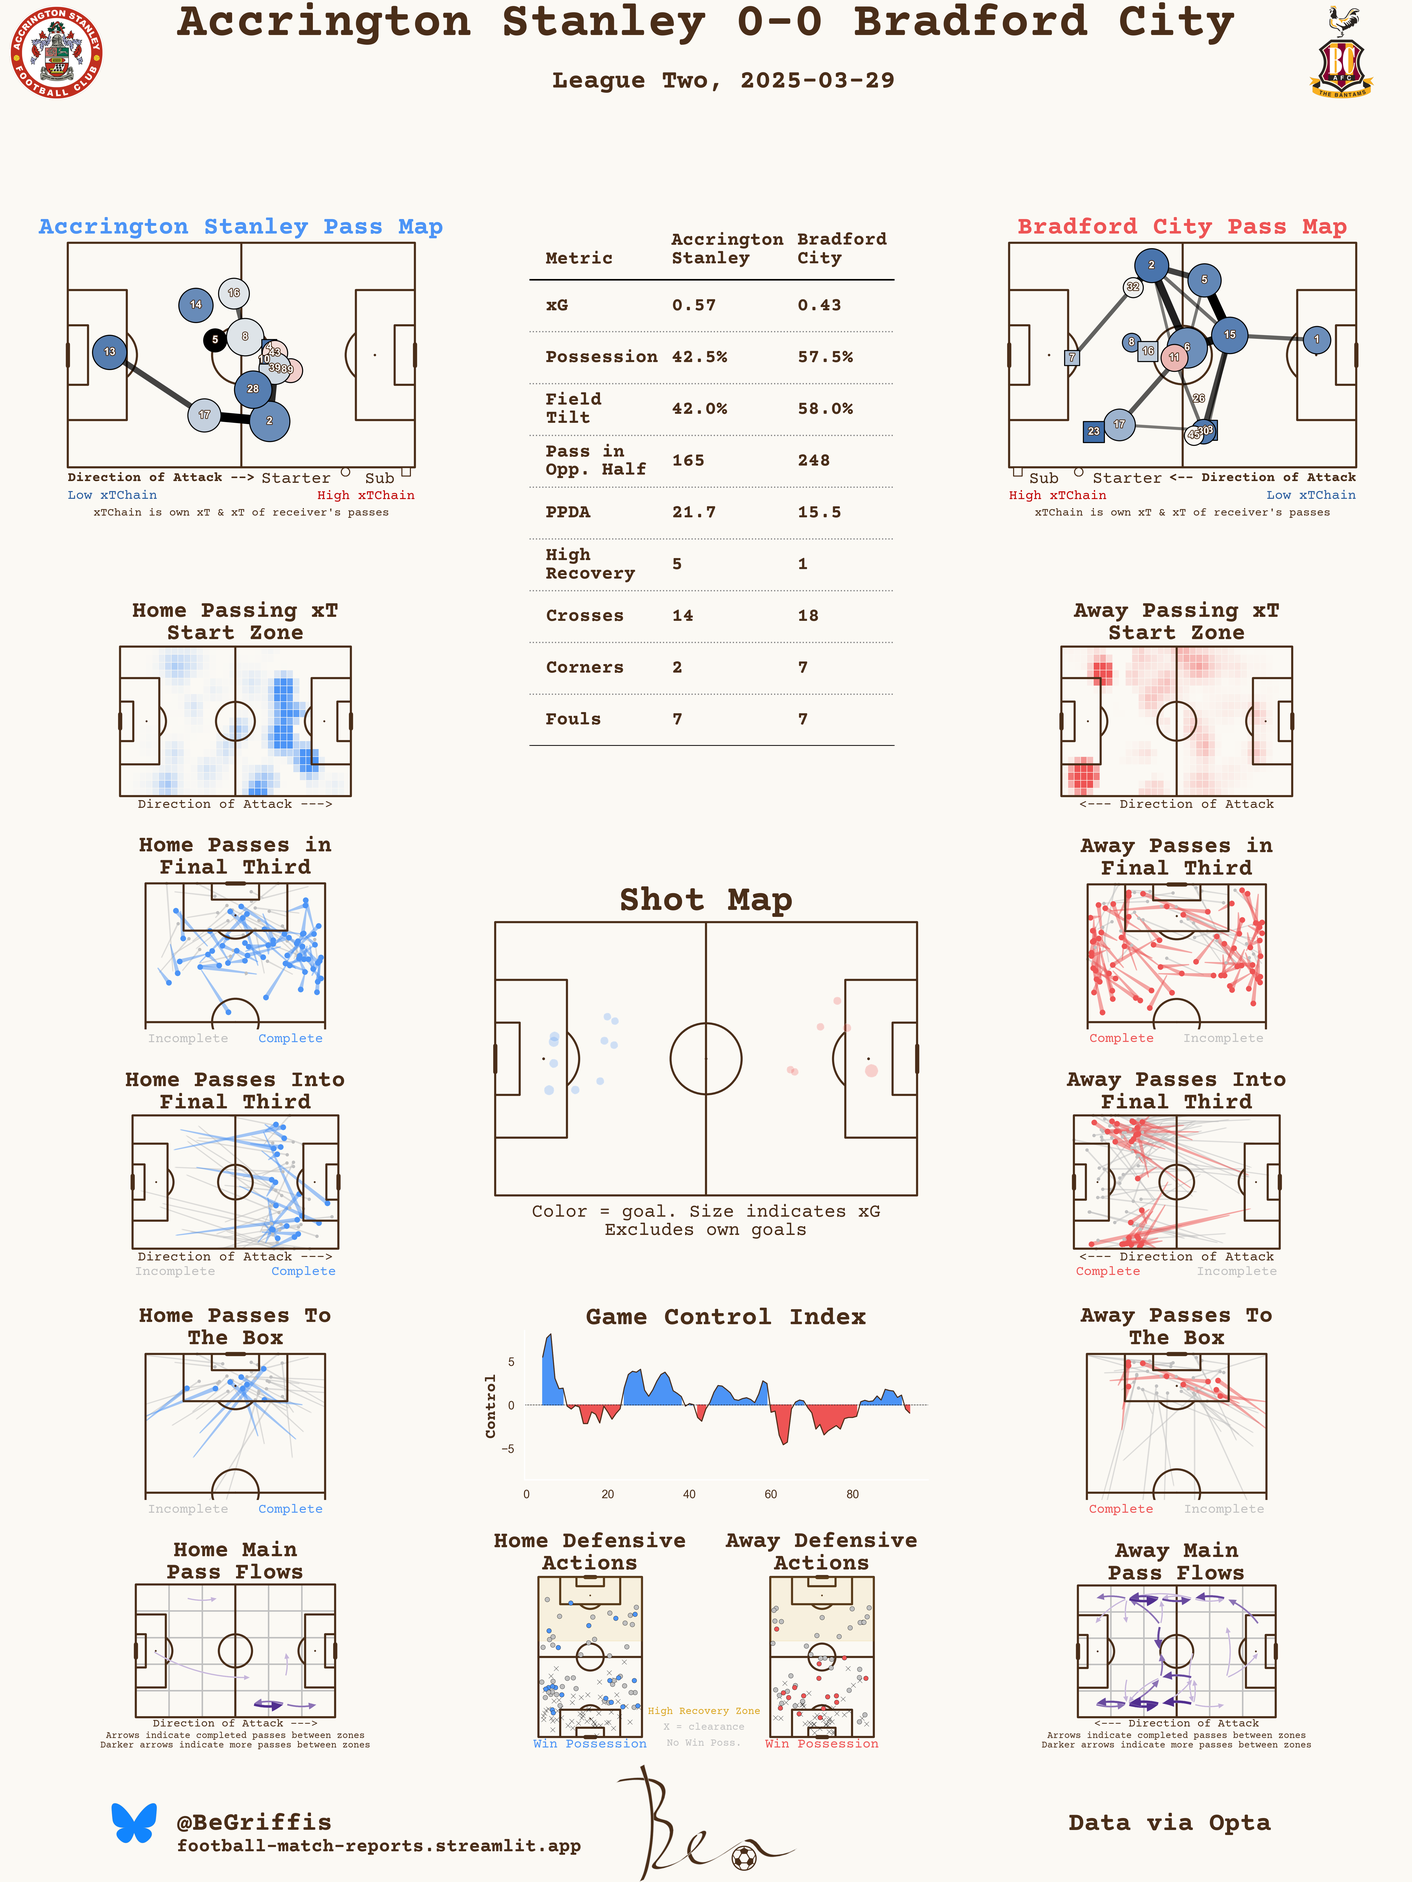 Accrington Stanley 0-0 Bradford City
League Two, 2025-03-29
ACCRINGTON STANLEY
FOOTBALL CLUB
BC
AFC
THE BANTAMS
Accrington Stanley Pass Map
14
16
5
8
13
4
43
10
39
89
28
17
2
Direction of Attack --> Starter Sub
Low xTChain High xTChain
xTChain is own xT & xT of receiver's passes
Metric Accrington Stanley Bradford City
xG 0.57 0.43
Possession 42.5% 57.5%
Field Tilt 42.0% 58.0%
Pass in Opp. Half 165 248
PPDA 21.7 15.5
High Recovery 5 1
Crosses 14 18
Corners 2 7
Fouls 7 7
Bradford City Pass Map
2
32
5
15
8
6
1
7
16
11
26
23
17
45
30
Sub Starter <-- Direction of Attack
High xTChain Low xTChain
xTChain is own xT & xT of receiver's passes
Home Passing xT
Start Zone
Direction of Attack --->
Away Passing xT
Start Zone
<--- Direction of Attack
Home Passes in
Final Third
Incomplete Complete
Away Passes in
Final Third
Complete Incomplete
Shot Map
Color = goal. Size indicates xG
Excludes own goals
Home Passes Into
Final Third
Direction of Attack --->
Incomplete Complete
Away Passes Into
Final Third
<--- Direction of Attack
Complete Incomplete
Home Passes To
The Box
Incomplete Complete
Game Control Index
Control
5
0
−5
0 20 40 60 80
Away Passes To
The Box
Complete Incomplete
Home Main
Pass Flows
Direction of Attack --->
Arrows indicate completed passes between zones
Darker arrows indicate more passes between zones
Home Defensive
Actions
Win Possession
High Recovery Zone
X = clearance
No Win Poss.
Away Defensive
Actions
Win Possession
Away Main
Pass Flows
<--- Direction of Attack
Arrows indicate completed passes between zones
Darker arrows indicate more passes between zones
@BeGriffis
football-match-reports.streamlit.app
Ben
Data via Opta